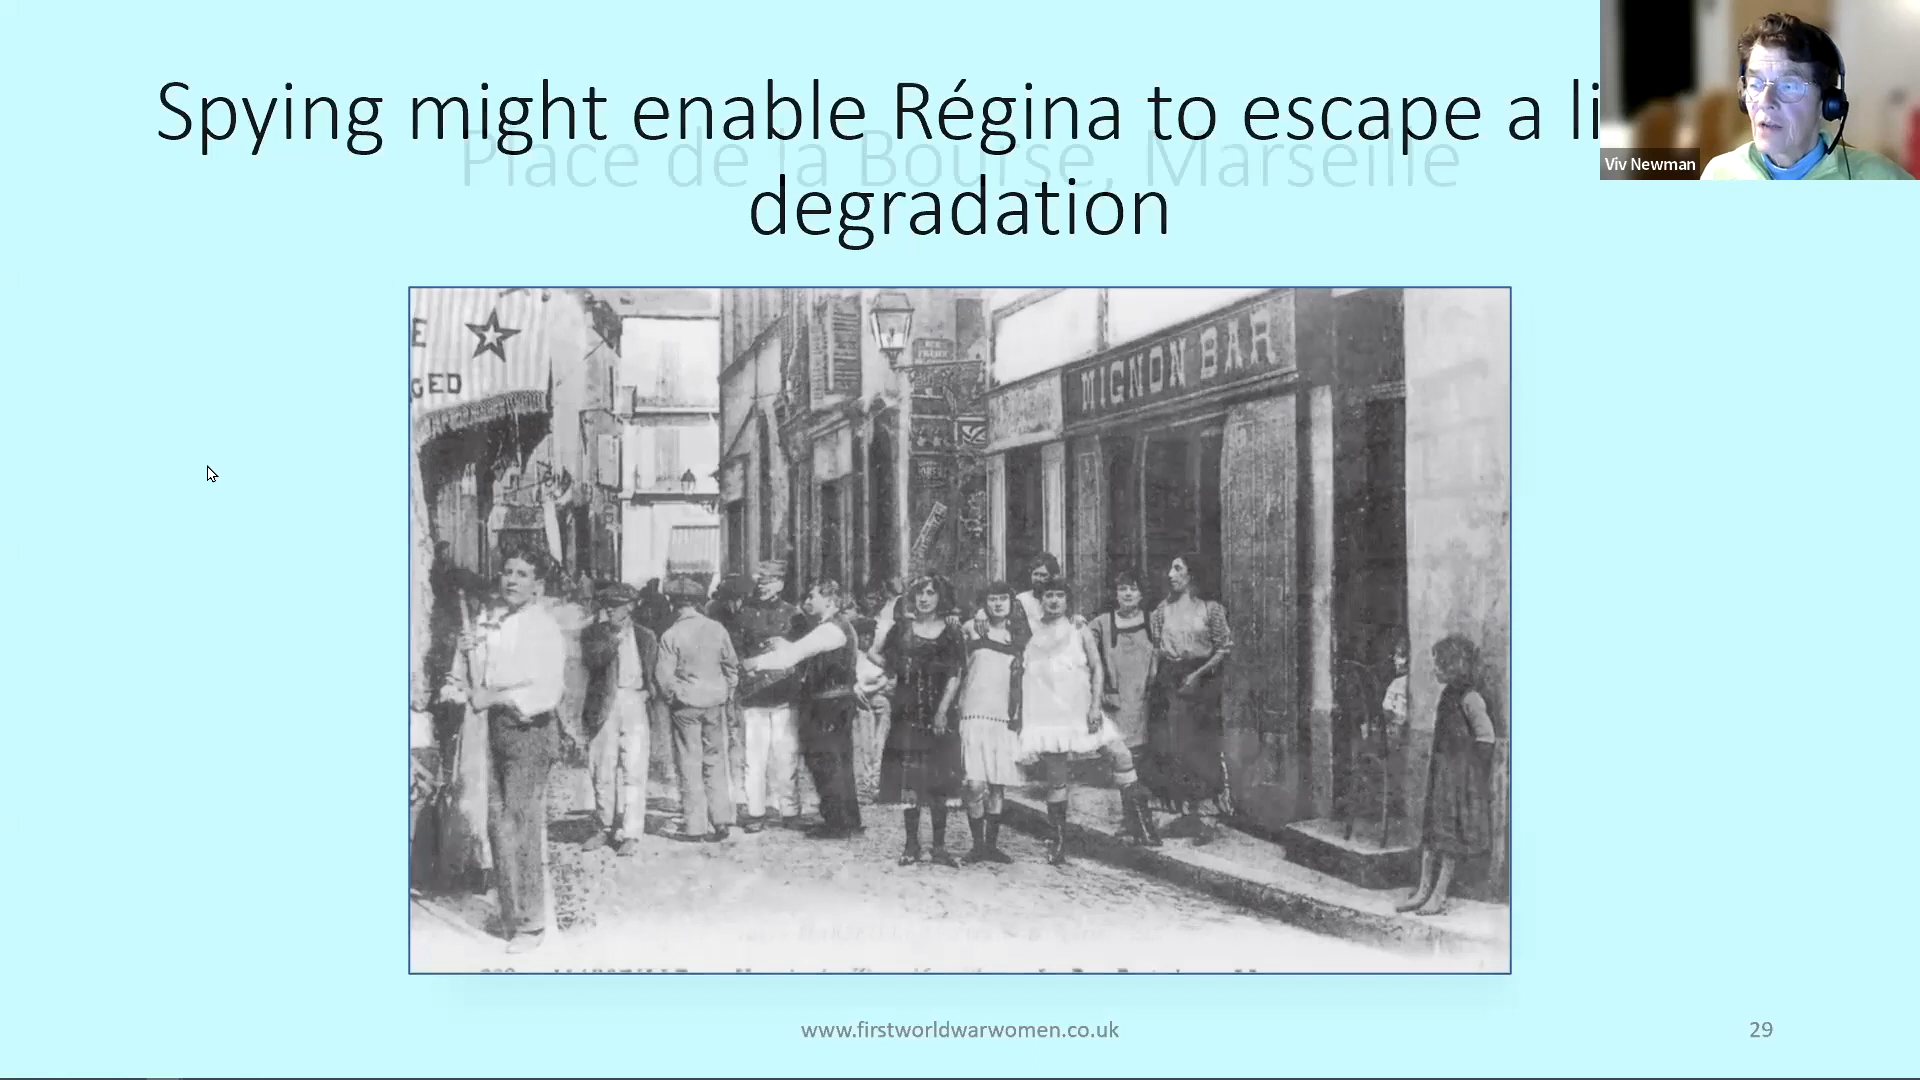 Spying might enable Régina to escape a li
degradation
Place de la Bourse, Marseille
Viv Newman
E
GED
MIGNON BAR
www.firstworldwarwomen.co.uk
29